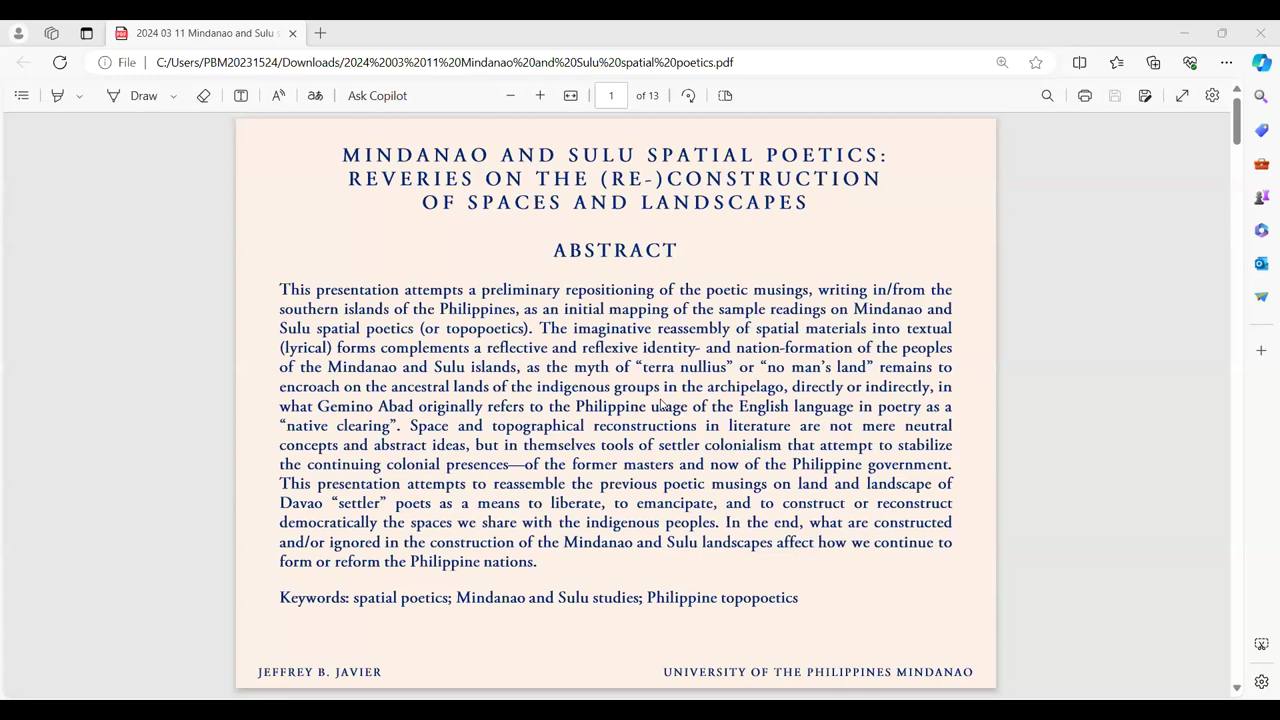 2024 03 11 Mindanao and Sulu s
File
C:/Users/PBM20231524/Downloads/2024%2003%2011%20Mindanao%20and%20Sulu%20spatial%20poetics.pdf
Draw
Ask Copilot
1 of 13
MINDANAO AND SULU SPATIAL POETICS:
REVERIES ON THE (RE-)CONSTRUCTION
OF SPACES AND LANDSCAPES
ABSTRACT
This presentation attempts a preliminary repositioning of the poetic musings, writing in/from the
southern islands of the Philippines, as an initial mapping of the sample readings on Mindanao and
Sulu spatial poetics (or topopoetics). The imaginative reassembly of spatial materials into textual
(lyrical) forms complements a reflective and reflexive identity- and nation-formation of the peoples
of the Mindanao and Sulu islands, as the myth of “terra nullius” or “no man’s land” remains to
encroach on the ancestral lands of the indigenous groups in the archipelago, directly or indirectly, in
what Gemino Abad originally refers to the Philippine usage of the English language in poetry as a
“native clearing”. Space and topographical reconstructions in literature are not mere neutral
concepts and abstract ideas, but in themselves tools of settler colonialism that attempt to stabilize
the continuing colonial presences—of the former masters and now of the Philippine government.
This presentation attempts to reassemble the previous poetic musings on land and landscape of
Davao “settler” poets as a means to liberate, to emancipate, and to construct or reconstruct
democratically the spaces we share with the indigenous peoples. In the end, what are constructed
and/or ignored in the construction of the Mindanao and Sulu landscapes affect how we continue to
form or reform the Philippine nations.
Keywords: spatial poetics; Mindanao and Sulu studies; Philippine topopoetics
JEFFREY B. JAVIER
UNIVERSITY OF THE PHILIPPINES MINDANAO